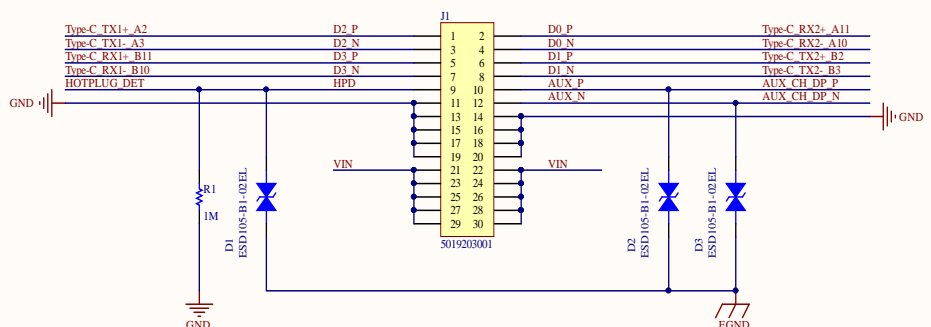 J1
Type-C_TX1+_A2 D2_P 1 2 D0_P Type-C_RX2+_A11
Type-C_TX1-_A3 D2_N 3 4 D0_N Type-C_RX2-_A10
Type-C_RX1+_B11 D3_P 5 6 D1_P Type-C_TX2+_B2
Type-C_RX1-_B10 D3_N 7 8 D1_N Type-C_TX2-_B3
HOTPLUG_DET HPD 9 10 AUX_P AUX_CH_DP_P
GND 11 12 AUX_N AUX_CH_DP_N
13 14 GND
15 16
17 18
19 20
VIN 21 22 VIN
23 24
25 26
27 28
29 30
5019203001
R1
1M
D1
ESD105-B1-02EL
D2
ESD105-B1-02EL
D3
ESD105-B1-02EL
GND
EGND